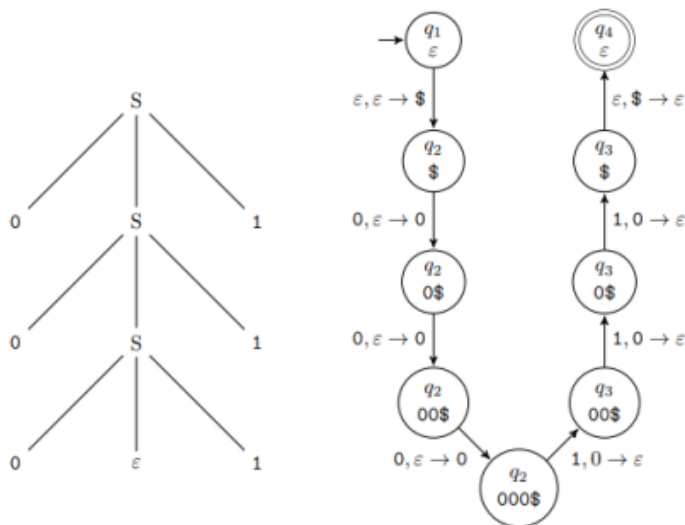 S
0 S 1
0 S 1
0 ε 1
q₁
ε
ε, ε → $
q₂
$
0, ε → 0
q₂
0$
0, ε → 0
q₂
00$
0, ε → 0
q₂
000$
1, 0 → ε
q₃
00$
1, 0 → ε
q₃
0$
1, 0 → ε
q₃
$
ε, $ → ε
q₄
ε